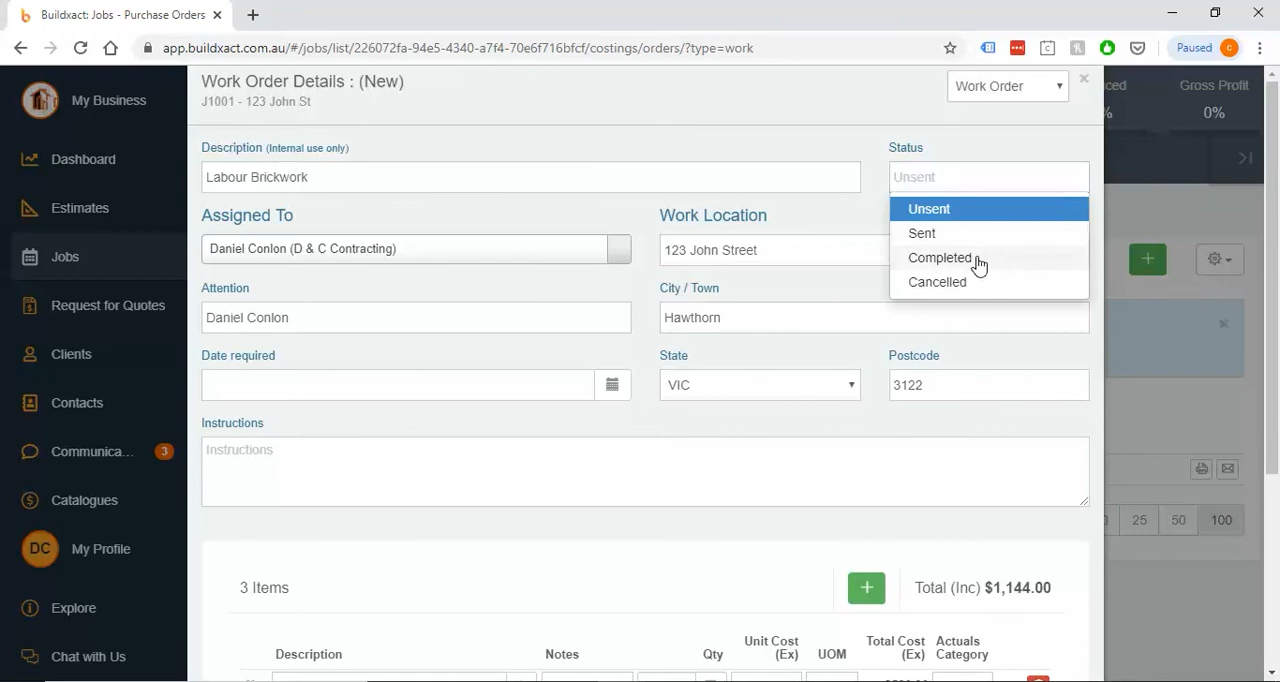 Buildxact: Jobs - Purchase Orders
app.buildxact.com.au/#/jobs/list/226072fa-94e5-4340-a7f4-70e6f716bfcf/costings/orders/?type=work
Paused
c
My Business
Dashboard
Estimates
Jobs
Request for Quotes
Clients
Contacts
Communica... 3
Catalogues
DC My Profile
Explore
Chat with Us
Work Order Details : (New)
J1001 - 123 John St
Work Order
Gross Profit
% 0%
Description (Internal use only)
Labour Brickwork
Status
Unsent
Unsent
Sent
Completed
Cancelled
Assigned To
Daniel Conlon (D & C Contracting)
Work Location
123 John Street
Attention
Daniel Conlon
City / Town
Hawthorn
Date required
State
VIC
Postcode
3122
Instructions
Instructions
25 50 100
3 Items
+
Total (Inc) $1,144.00
Description Notes Qty Unit Cost (Ex) UOM Total Cost (Ex) Actuals Category